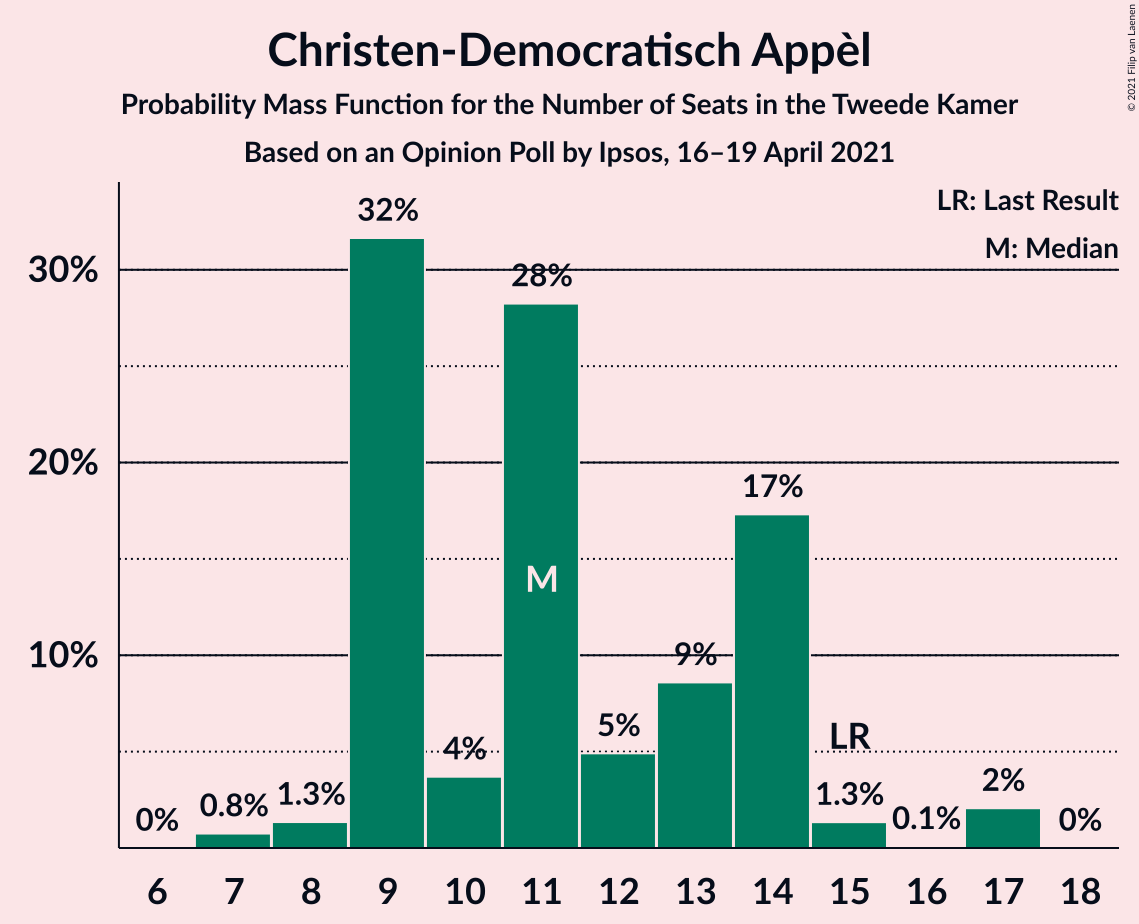 Christen-Democratisch Appèl
Probability Mass Function for the Number of Seats in the Tweede Kamer
Based on an Opinion Poll by Ipsos, 16–19 April 2021
© 2021 Filip van Laenen
LR: Last Result
M: Median
30%
20%
10%
0%
0.8%
1.3%
32%
4%
28%
M
5%
9%
17%
LR
1.3%
0.1%
2%
0%
6 7 8 9 10 11 12 13 14 15 16 17 18